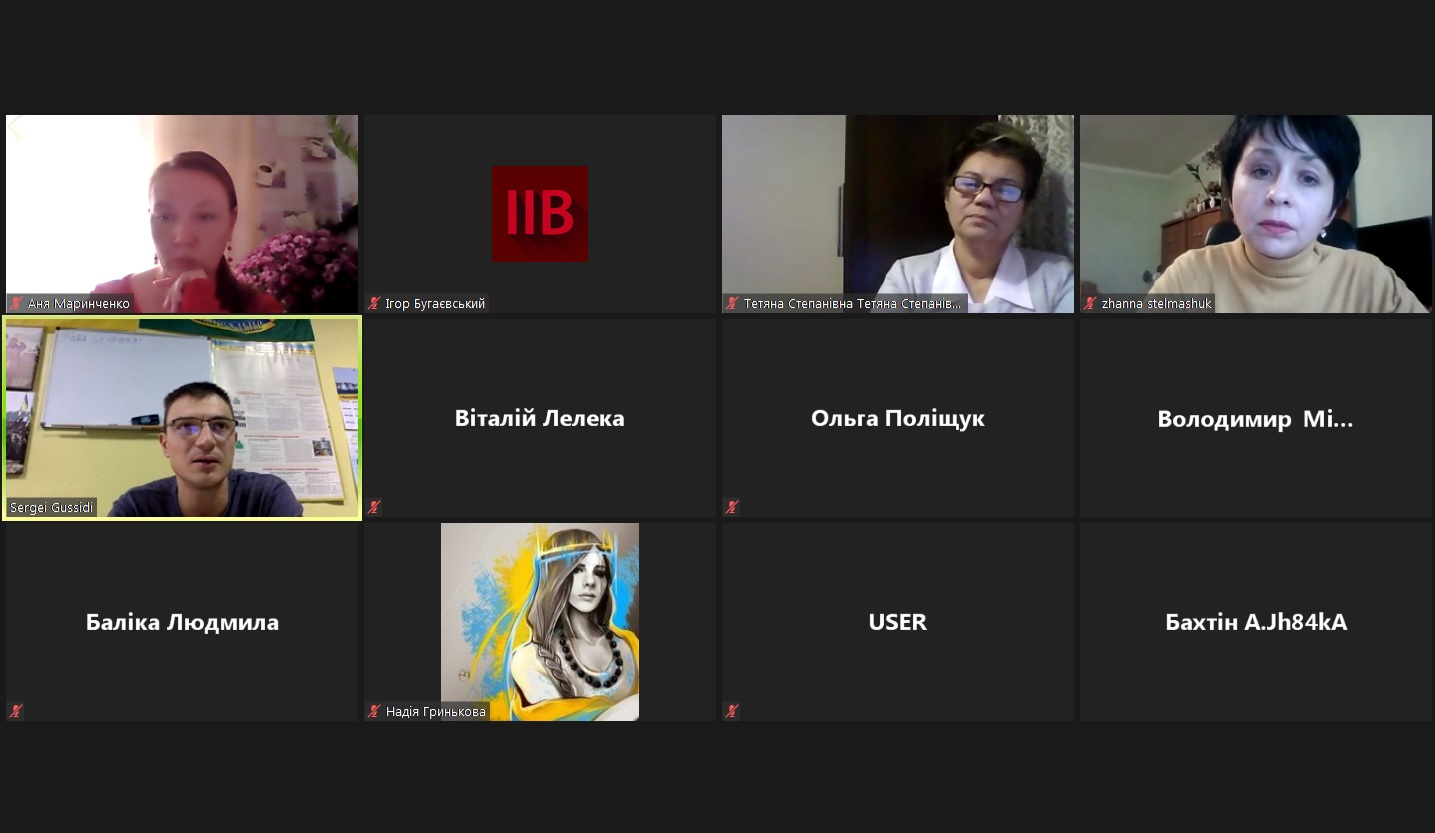 Аня Маринченко
IIB
Ігор Бугаєвський
Тетяна Степанівна Тетяна Степанів...
zhanna stelmashuk
Sergei Gussidi
Віталій Лелека
Ольга Поліщук
Володимир Мі...
Баліка Людмила
Надія Гринькова
USER
Бахтін A.Jh84kA